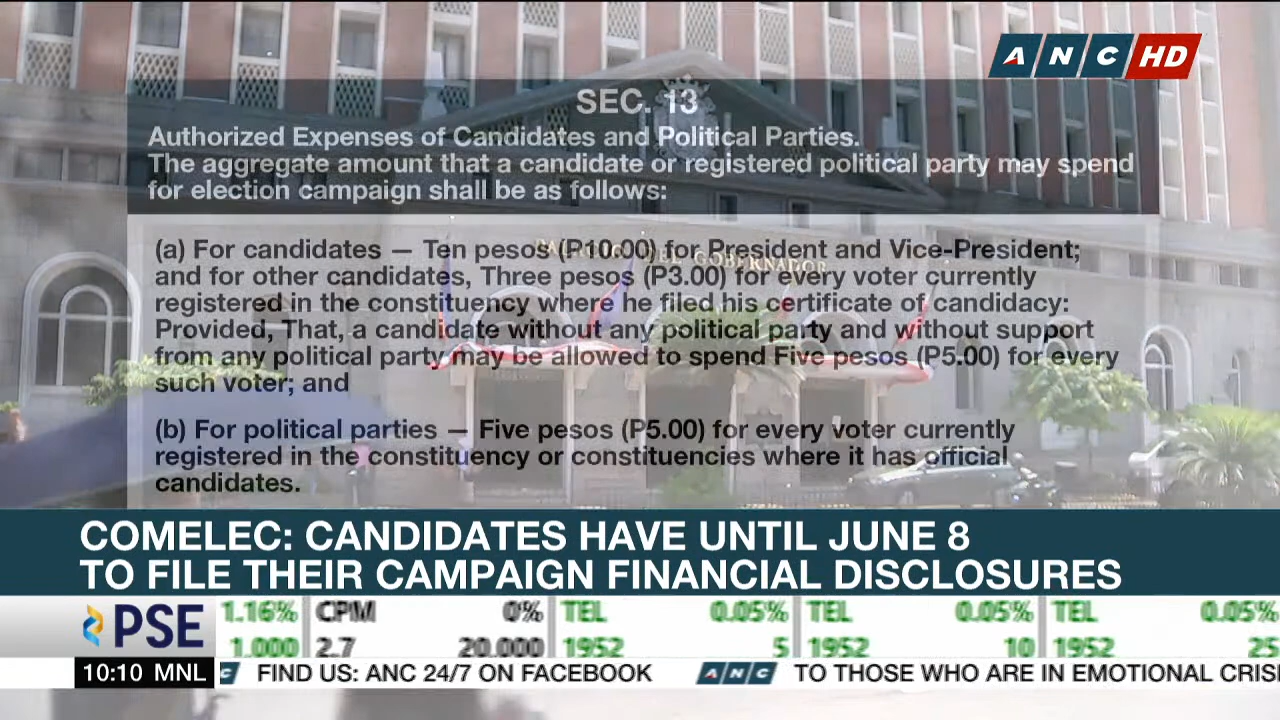 ANC HD
SEC. 13
Authorized Expenses of Candidates and Political Parties.
The aggregate amount that a candidate or registered political party may spend
for election campaign shall be as follows:
(a) For candidates — Ten pesos (P10.00) for President and Vice-President;
and for other candidates, Three pesos (P3.00) for every voter currently
registered in the constituency where he filed his certificate of candidacy:
Provided, That, a candidate without any political party and without support
from any political party may be allowed to spend Five pesos (P5.00) for every
such voter; and
(b) For political parties — Five pesos (P5.00) for every voter currently
registered in the constituency or constituencies where it has official
candidates.
COMELEC: CANDIDATES HAVE UNTIL JUNE 8
TO FILE THEIR CAMPAIGN FINANCIAL DISCLOSURES
PSE
1.16% CPM 0% TEL 0.05% TEL 0.05% TEL 0.05%
1.000 2.7 20.000 1952 5 1952 10 1952 25
10:10 MNL FIND US: ANC 24/7 ON FACEBOOK ANC TO THOSE WHO ARE IN EMOTIONAL